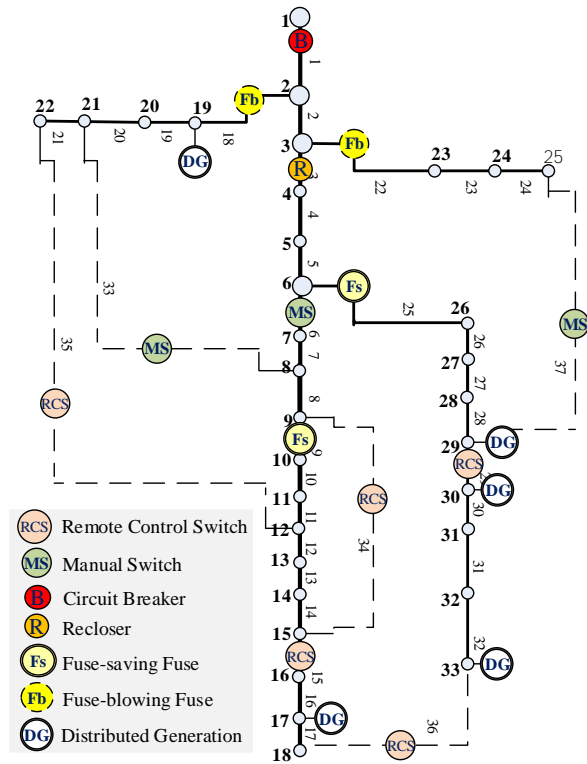 1
B
1
2
Fb
22
21
20
19
21
20
19
18
DG
2
3
Fb
23
24
25
R
3
22
23
24
4
4
5
5
6
Fs
25
26
MS
6
7
7
8
33
MS
35
RCS
8
9
Fs
9
10
10
11
11
12
12
13
13
14
14
15
RCS
15
16
16
17
DG
17
18
RCS
34
26
27
27
28
28
29
DG
RCS
30
DG
30
31
31
32
32
33
DG
MS
37
36
RCS
RCS Remote Control Switch
MS Manual Switch
B Circuit Breaker
R Recloser
Fs Fuse-saving Fuse
Fb Fuse-blowing Fuse
DG Distributed Generation